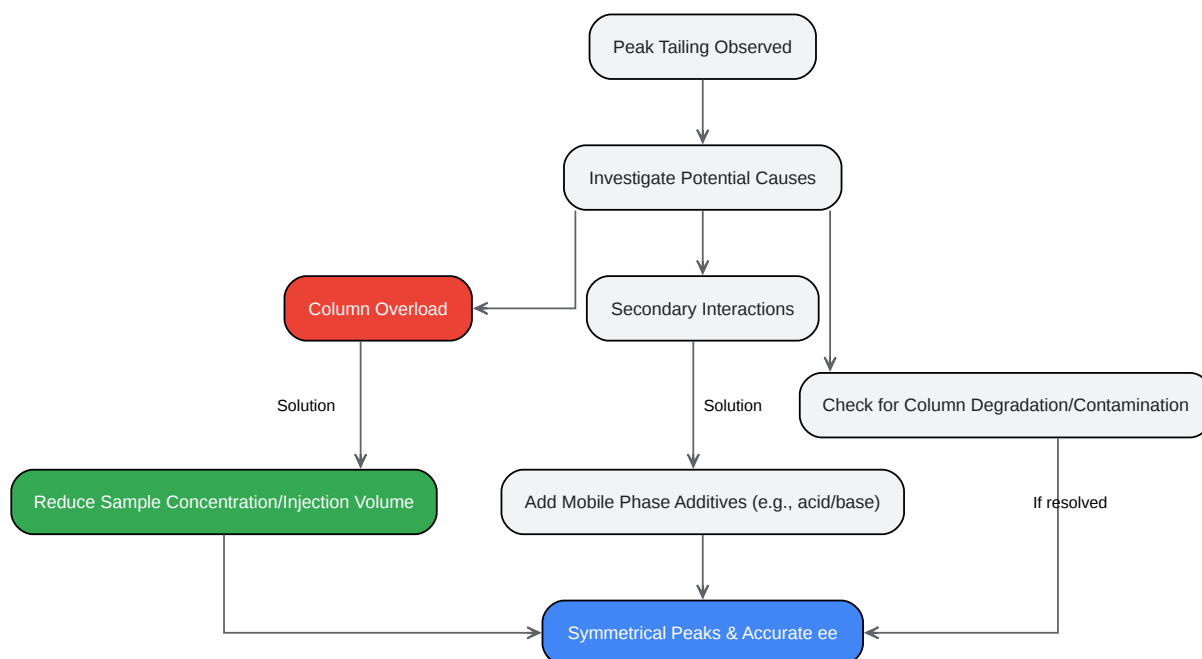 Peak Tailing Observed
Investigate Potential Causes
Column Overload
Secondary Interactions
Solution
Solution
Check for Column Degradation/Contamination
Reduce Sample Concentration/Injection Volume
Add Mobile Phase Additives (e.g., acid/base)
If resolved
Symmetrical Peaks & Accurate ee